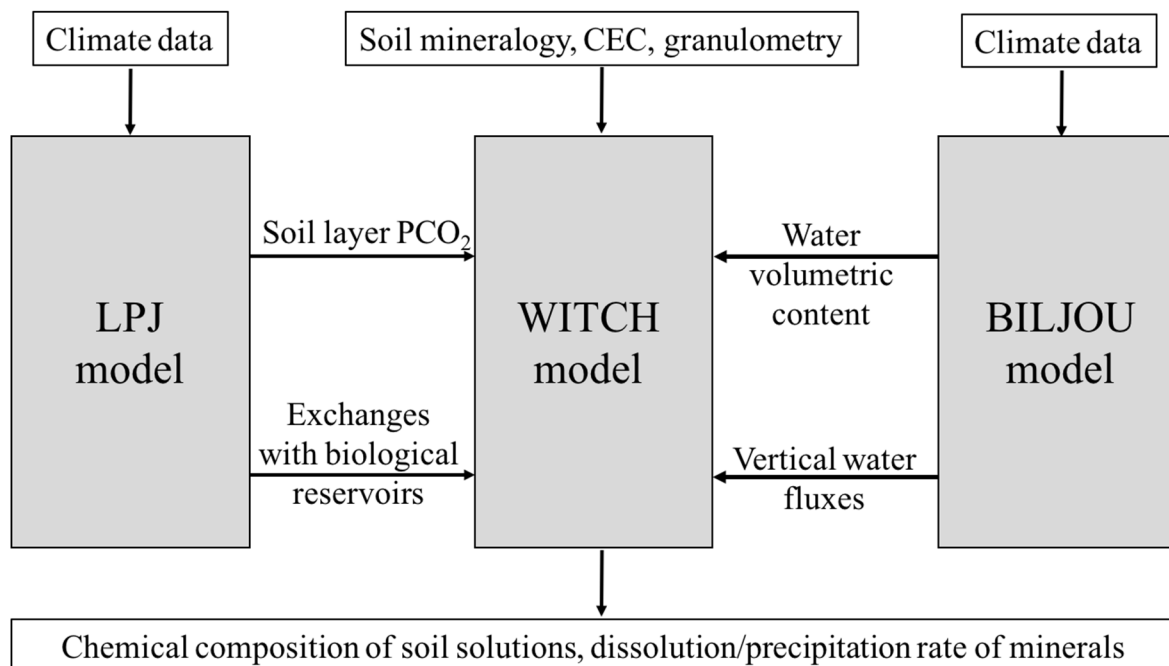 Climate data
Soil mineralogy, CEC, granulometry
Climate data
Soil layer PCO₂
Water
volumetric
content
LPJ
model
WITCH
model
BILJOU
model
Exchanges
with biological
reservoirs
Vertical water
fluxes
Chemical composition of soil solutions, dissolution/precipitation rate of minerals